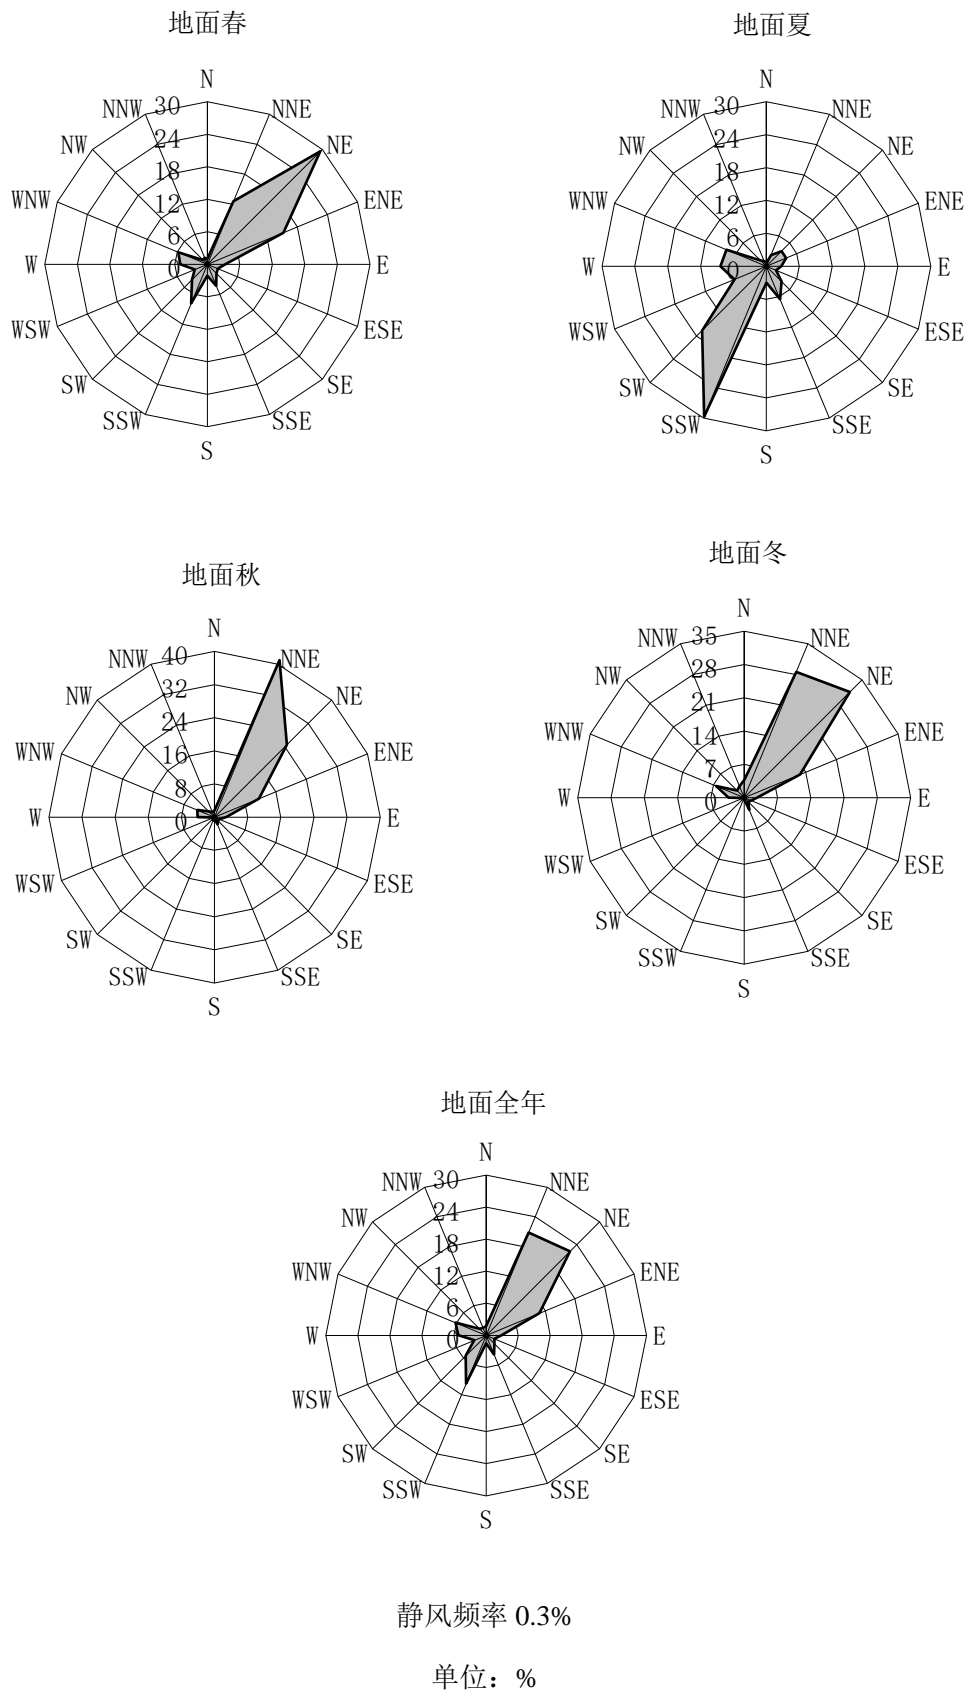 地面春
N
NNW 30 NNE
NW 24 NE
18
WNW 12 ENE
6
W 0 E
WSW ESE
SW SE
SSW SSE
S
地面夏
N
NNW 30 NNE
NW 24 NE
18
WNW 12 ENE
6
W 0 E
WSW ESE
SW SE
SSW SSE
S
地面秋
N
NNW 40 NNE
NW 32 NE
24
WNW 16 ENE
8
W 0 E
WSW ESE
SW SE
SSW SSE
S
地面冬
N
NNW 35 NNE
NW 28 NE
21
WNW 14 ENE
7
W 0 E
WSW ESE
SW SE
SSW SSE
S
地面全年
N
NNW 30 NNE
NW 24 NE
18
WNW 12 ENE
6
W 0 E
WSW ESE
SW SE
SSW SSE
S
静风频率 0.3%
单位：%